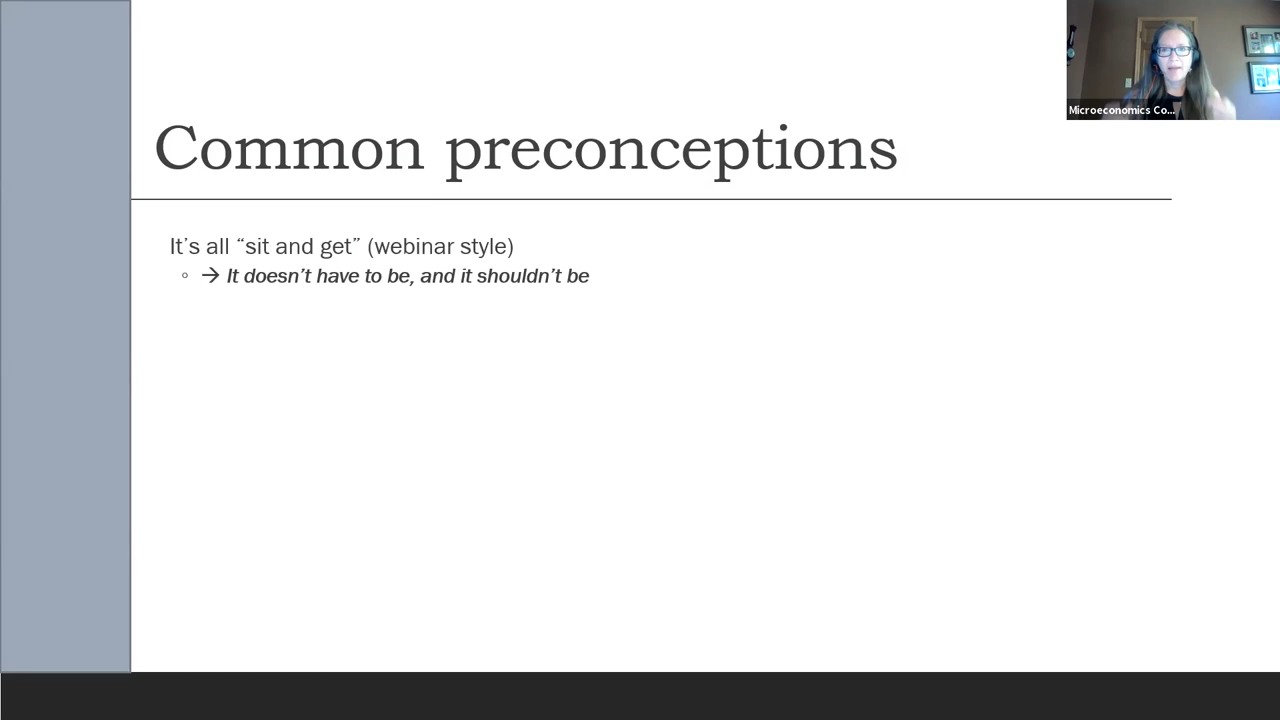 Microeconomics Co...
Common preconceptions
It’s all “sit and get” (webinar style)
◦ → It doesn’t have to be, and it shouldn’t be